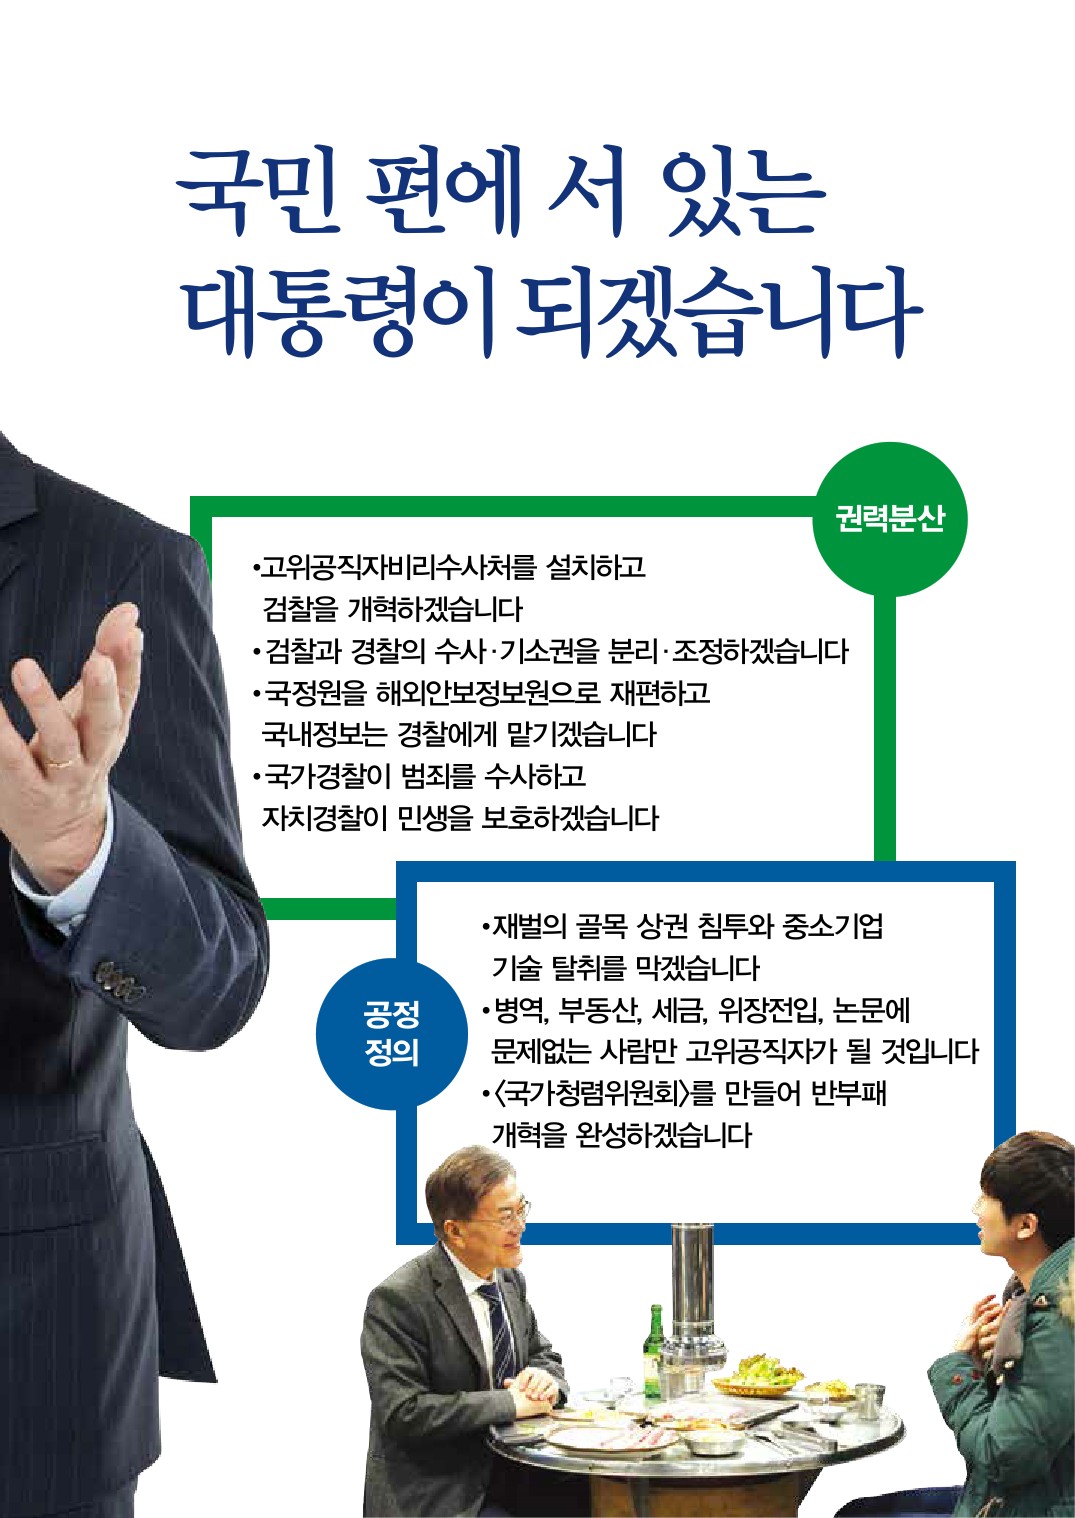 국민 편에 서 있는
대통령이 되겠습니다
권력분산
•고위공직자비리수사처를 설치하고
검찰을 개혁하겠습니다
•검찰과 경찰의 수사·기소권을 분리·조정하겠습니다
•국정원을 해외안보정보원으로 재편하고
국내정보는 경찰에게 맡기겠습니다
•국가경찰이 범죄를 수사하고
자치경찰이 민생을 보호하겠습니다
공정
정의
•재벌의 골목 상권 침투와 중소기업
기술 탈취를 막겠습니다
•병역, 부동산, 세금, 위장전입, 논문에
문제없는 사람만 고위공직자가 될 것입니다
•〈국가청렴위원회〉를 만들어 반부패
개혁을 완성하겠습니다